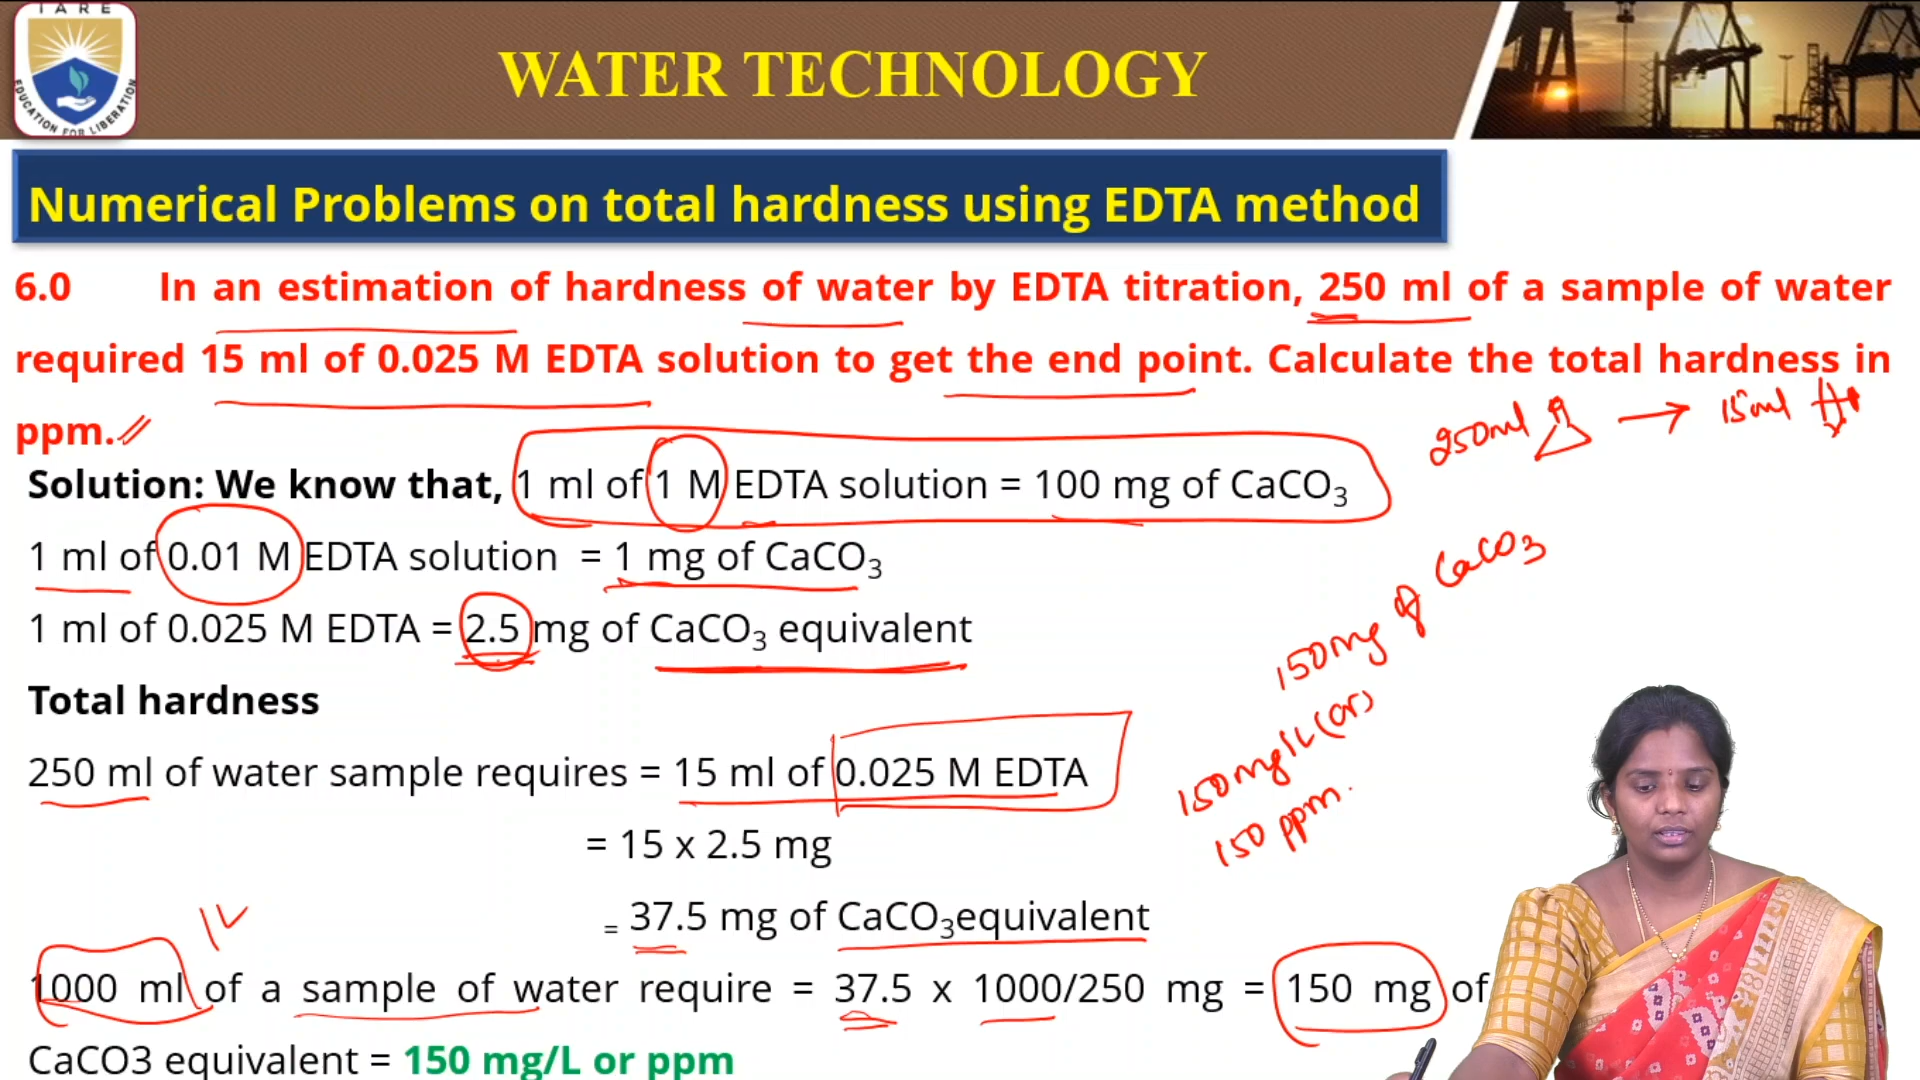 IARE
EDUCATION FOR LIBERATION
WATER TECHNOLOGY
Numerical Problems on total hardness using EDTA method
6.0 In an estimation of hardness of water by EDTA titration, 250 ml of a sample of water
required 15 ml of 0.025 M EDTA solution to get the end point. Calculate the total hardness in
ppm.
250ml → 15ml
Solution: We know that, 1 ml of 1 M EDTA solution = 100 mg of CaCO₃
1 ml of 0.01 M EDTA solution = 1 mg of CaCO₃
1 ml of 0.025 M EDTA = 2.5 mg of CaCO₃ equivalent
150mg of CaCO3
Total hardness
150mg/L (or)
250 ml of water sample requires = 15 ml of 0.025 M EDTA
150 ppm.
= 15 x 2.5 mg
= 37.5 mg of CaCO₃equivalent
1L
1000 ml of a sample of water require = 37.5 x 1000/250 mg = 150 mg of
CaCO3 equivalent = 150 mg/L or ppm